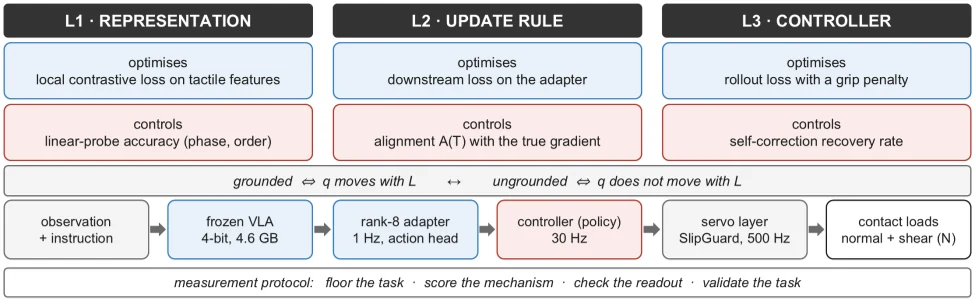 L1 · REPRESENTATION
L2 · UPDATE RULE
L3 · CONTROLLER
optimises
local contrastive loss on tactile features
optimises
downstream loss on the adapter
optimises
rollout loss with a grip penalty
controls
linear-probe accuracy (phase, order)
controls
alignment A(T) with the true gradient
controls
self-correction recovery rate
grounded ⇔ q moves with L ↔ ungrounded ⇔ q does not move with L
observation
+ instruction
frozen VLA
4-bit, 4.6 GB
rank-8 adapter
1 Hz, action head
controller (policy)
30 Hz
servo layer
SlipGuard, 500 Hz
contact loads
normal + shear (N)
measurement protocol: floor the task · score the mechanism · check the readout · validate the task